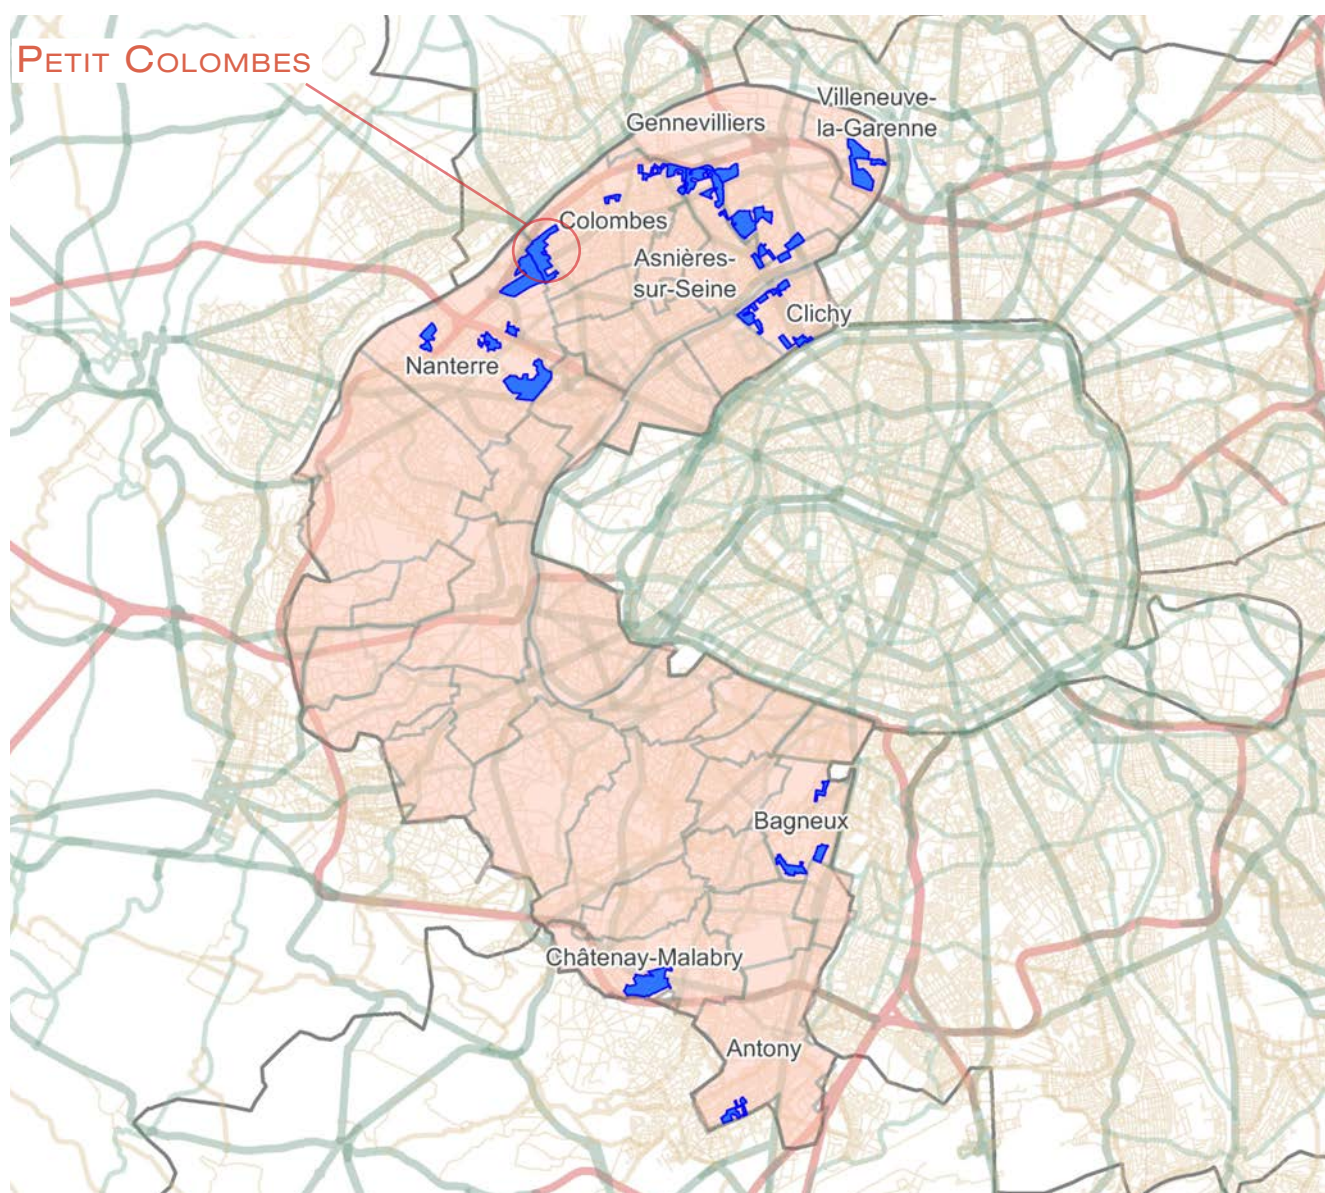 PETIT COLOMBES
Villeneuve-
la-Garenne
Gennevilliers
Colombes
Asnières-
sur-Seine
Clichy
Nanterre
Bagneux
Châtenay-Malabry
Antony